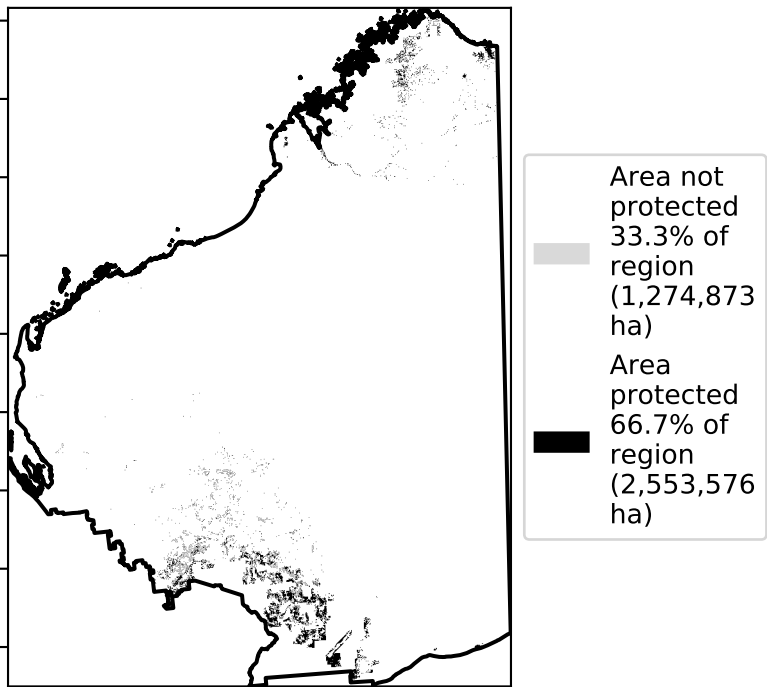 Area not
protected
33.3% of
region
(1,274,873
ha)
Area
protected
66.7% of
region
(2,553,576
ha)